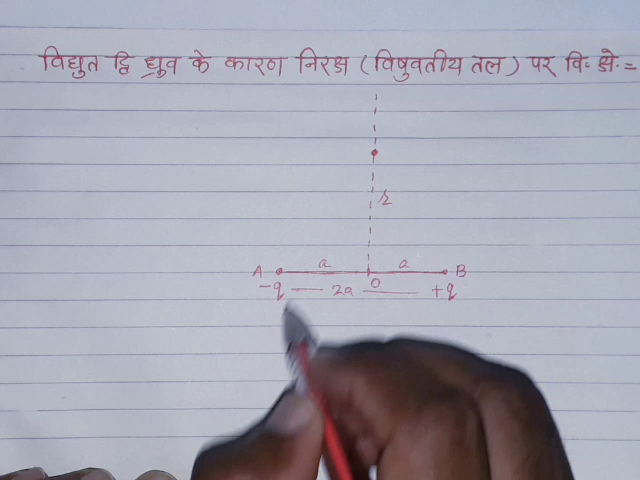 विद्युत द्वि ध्रुव के कारण निरक्ष (विषुवतीय तल) पर वि॰ क्षे॰ =
r
a a
A O B
-q 2a +q